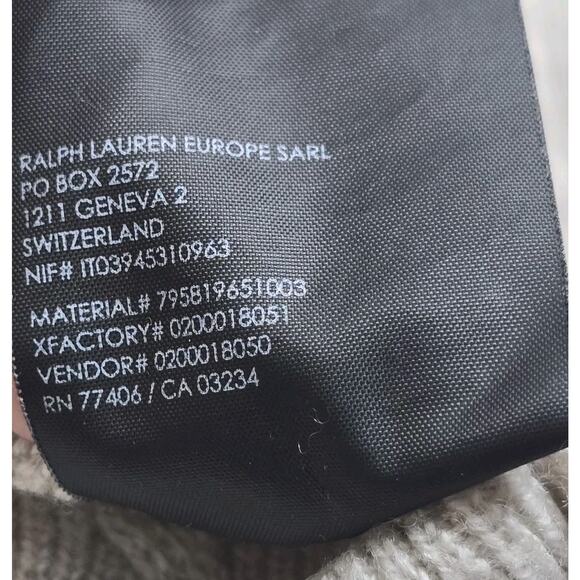 RALPH LAUREN EUROPE SARL
PO BOX 2572
1211 GENEVA 2
SWITZERLAND
NIF# IT03945310963
MATERIAL# 795819651003
XFACTORY# 0200018051
VENDOR# 0200018050
RN 77406 / CA 03234